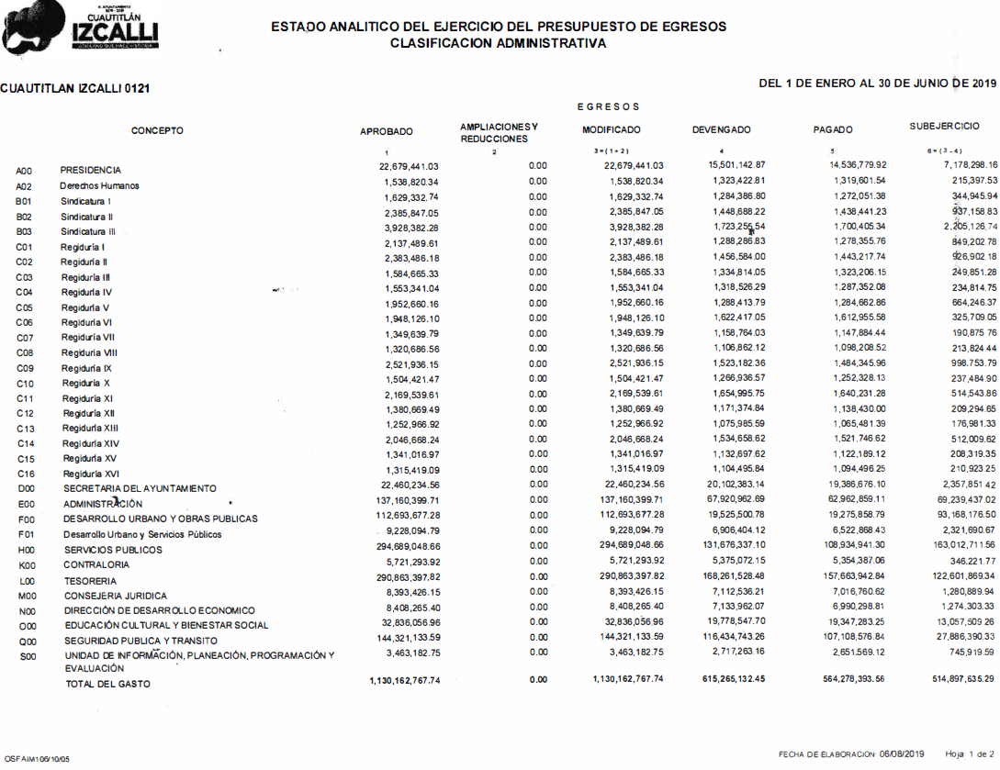 H. AYUNTAMIENTO
CUAUTITLÁN
IZCALLI
ESTADO ANALITICO DEL EJERCICIO DEL PRESUPUESTO DE EGRESOS
CLASIFICACION ADMINISTRATIVA
CUAUTITLAN IZCALLI 0121 DEL 1 DE ENERO AL 30 DE JUNIO DE 2019
EGRESOS
CONCEPTO APROBADO AMPLIACIONES Y REDUCCIONES MODIFICADO DEVENGADO PAGADO SUBEJERCICIO
1 2 3=(1+2) 4 5 6=(3-4)
A00 PRESIDENCIA 22,679,441.03 0.00 22,679,441.03 15,501,142.87 14,536,779.92 7,178,298.16
A02 Derechos Humanos 1,538,820.34 0.00 1,538,820.34 1,323,422.81 1,319,601.54 215,397.53
B01 Sindicatura I 1,629,332.74 0.00 1,629,332.74 1,284,386.80 1,272,051.38 344,945.94
B02 Sindicatura II 2,385,847.05 0.00 2,385,847.05 1,448,688.22 1,438,441.23 937,158.83
B03 Sindicatura III 3,928,382.28 0.00 3,928,382.28 1,723,255.54 1,700,405.34 2,205,126.74
C01 Regiduría I 2,137,489.61 0.00 2,137,489.61 1,288,286.83 1,278,355.76 849,202.78
C02 Regiduría II 2,383,486.18 0.00 2,383,486.18 1,456,584.00 1,443,217.74 926,902.18
C03 Regiduría III 1,584,665.33 0.00 1,584,665.33 1,334,814.05 1,323,206.15 249,851.28
C04 Regiduría IV 1,553,341.04 0.00 1,553,341.04 1,318,526.29 1,287,352.08 234,814.75
C05 Regiduría V 1,952,660.16 0.00 1,952,660.16 1,288,413.79 1,284,662.86 664,246.37
C06 Regiduría VI 1,948,126.10 0.00 1,948,126.10 1,622,417.05 1,612,955.58 325,709.05
C07 Regiduría VII 1,349,639.79 0.00 1,349,639.79 1,158,764.03 1,147,884.44 190,875 76
C08 Regiduría VIII 1,320,686.56 0.00 1,320,686.56 1,106,862.12 1,098,208.52 213,824 44
C09 Regiduría IX 2,521,936.15 0.00 2,521,936.15 1,523,182.36 1,484,345.96 998.753.79
C10 Regiduría X 1,504,421.47 0.00 1,504,421.47 1,266,936.57 1,252,328.13 237,484.90
C11 Regiduría XI 2,169,539.61 0.00 2,169,539.61 1,654,995.75 1,640,231.28 514,543.86
C12 Regiduría XII 1,380,669.49 0.00 1,380,669.49 1,171,374.84 1,138,430.00 209,294.65
C13 Regiduría XIII 1,252,966.92 0.00 1,252,966.92 1,075,985.59 1,065,481.39 176,981.33
C14 Regiduría XIV 2,046,668.24 0.00 2,046,668.24 1,534,658.62 1,521,746.62 512,009.62
C15 Regiduría XV 1,341,016.97 0.00 1,341,016.97 1,132,697.62 1,122,189.12 208,319.35
C16 Regiduría XVI 1,315,419.09 0.00 1,315,419.09 1,104,495.84 1,094,496.25 210,923 25
D00 SECRETARIA DEL AYUNTAMIENTO 22,460,234.56 0.00 22,460,234.56 20,102,383.14 19,386,676.10 2,357,851 42
E00 ADMINISTRACIÓN 137,160,399.71 0.00 137,160,399.71 67,920,962.69 62,962,859.11 69,239,437.02
F00 DESARROLLO URBANO Y OBRAS PUBLICAS 112,693,677.28 0.00 112,693,677.28 19,525,500.78 19,275,858.79 93,168,176.50
F01 Desarrollo Urbano y Servicios Públicos 9,228,094.79 0.00 9,228,094.79 6,906,404.12 6,522,868.43 2,321,690.67
H00 SERVICIOS PUBLICOS 294,689,048.66 0.00 294,689,048.66 131,676,337.10 108,934,941.30 163,012,711.56
K00 CONTRALORIA 5,721,293.92 0.00 5,721,293.92 5,375,072.15 5,354,387.06 346.221.77
L00 TESORERIA 290,863,397.82 0.00 290,863,397.82 168,261,528.48 157,663,942.84 122,601,869.34
M00 CONSEJERIA JURIDICA 8,393,426.15 0.00 8,393,426.15 7,112,536.21 7,016,760.62 1,280,889.94
N00 DIRECCIÓN DE DESARROLLO ECONOMICO 8,408,265.40 0.00 8,408,265.40 7,133,962.07 6,990,298.81 1,274.303.33
O00 EDUCACIÓN CULTURAL Y BIENESTAR SOCIAL 32,836,056.96 0.00 32,836,056.96 19,778,547.70 19,347,283.25 13,057,509.26
Q00 SEGURIDAD PUBLICA Y TRANSITO 144,321,133.59 0.00 144,321,133.59 116,434,743.26 107,108,576.84 27,886,390.33
S00 UNIDAD DE INFORMACIÓN, PLANEACIÓN, PROGRAMACIÓN Y 3,463,182.75 0.00 3,463,182.75 2,717,263.16 2,651,569.12 745,919.59
EVALUACIÓN
TOTAL DEL GASTO 1,130,162,767.74 0.00 1,130,162,767.74 615,265,132.45 564,278,393.56 514,897,635.29
OSFAIM106/10/05 FECHA DE ELABORACION 06/08/2019 Hoja 1 de 2